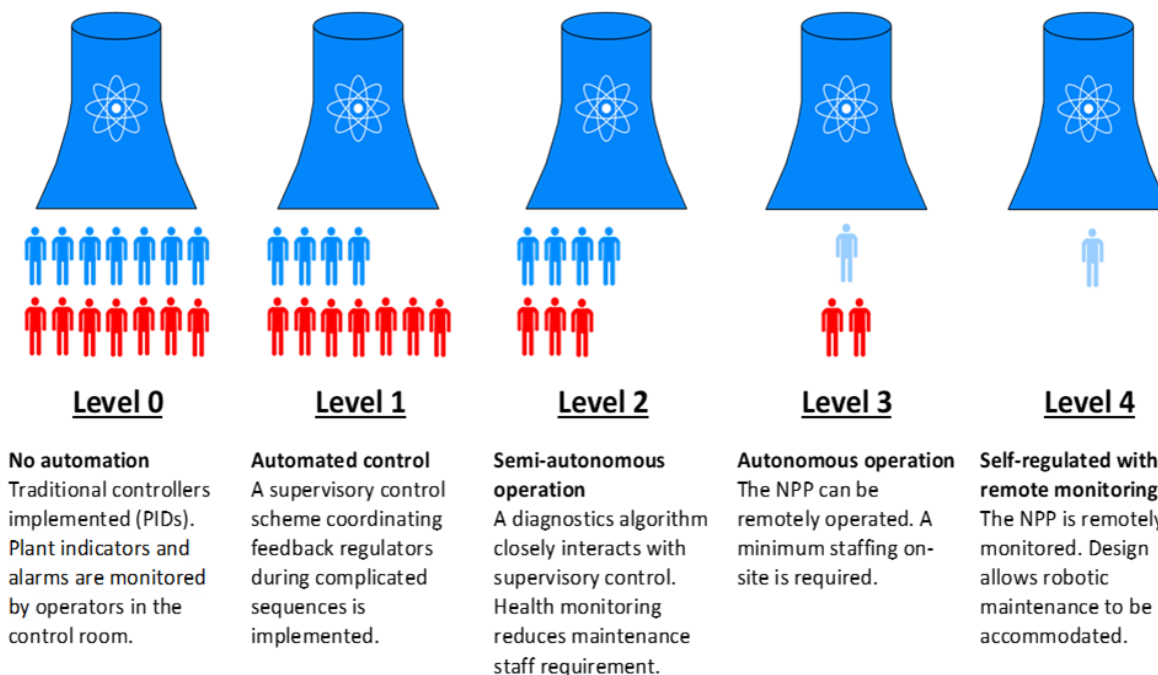 Level 0
No automation
Traditional controllers
implemented (PIDs).
Plant indicators and
alarms are monitored
by operators in the
control room.
Level 1
Automated control
A supervisory control
scheme coordinating
feedback regulators
during complicated
sequences is
implemented.
Level 2
Semi-autonomous
operation
A diagnostics algorithm
closely interacts with
supervisory control.
Health monitoring
reduces maintenance
staff requirement.
Level 3
Autonomous operation
The NPP can be
remotely operated. A
minimum staffing on-
site is required.
Level 4
Self-regulated with
remote monitoring
The NPP is remotely
monitored. Design
allows robotic
maintenance to be
accommodated.